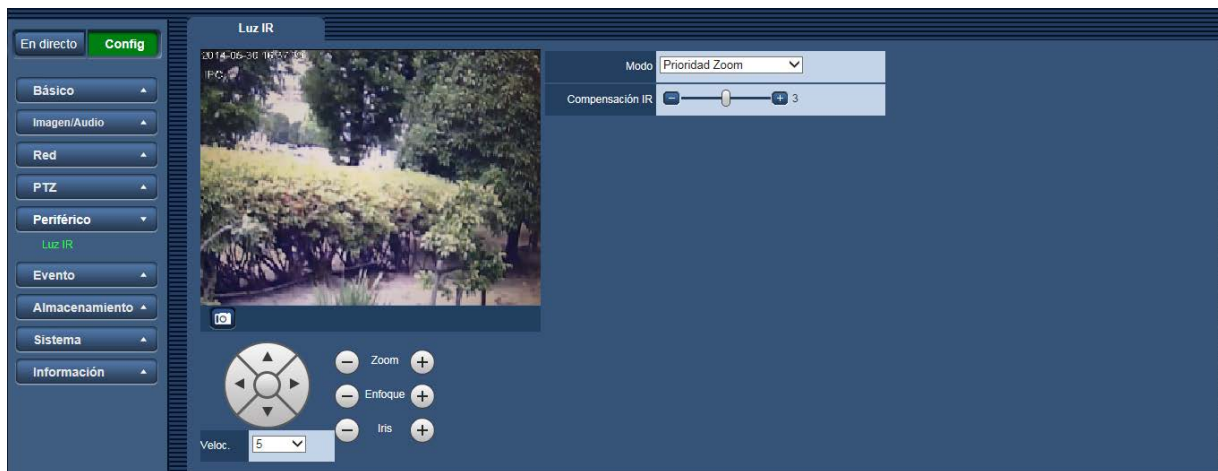 En directo
Config
Básico
Imagen/Audio
Red
PTZ
Periférico
Luz IR
Evento
Almacenamiento
Sistema
Información
Luz IR
IPC
Modo Prioridad Zoom
Compensación IR 3
Zoom
Enfoque
Iris
Veloc. 5